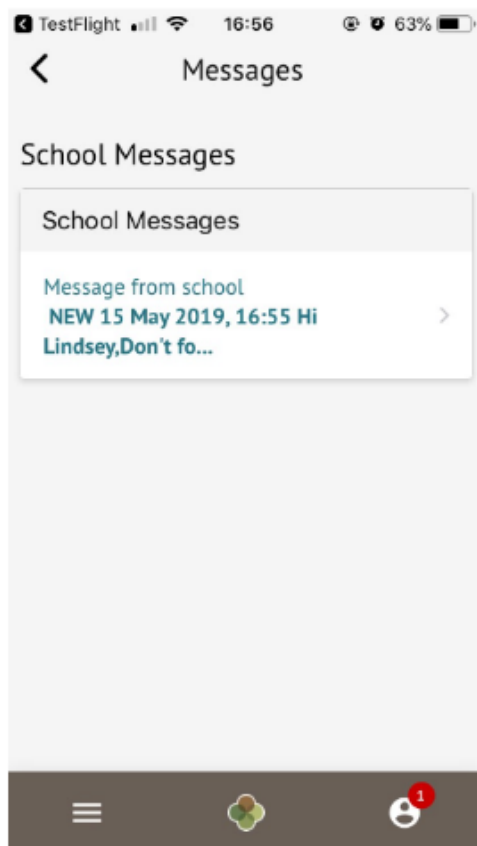 TestFlight 16:56 63%
Messages
School Messages
School Messages
Message from school
NEW 15 May 2019, 16:55 Hi
Lindsey,Don't fo...
1